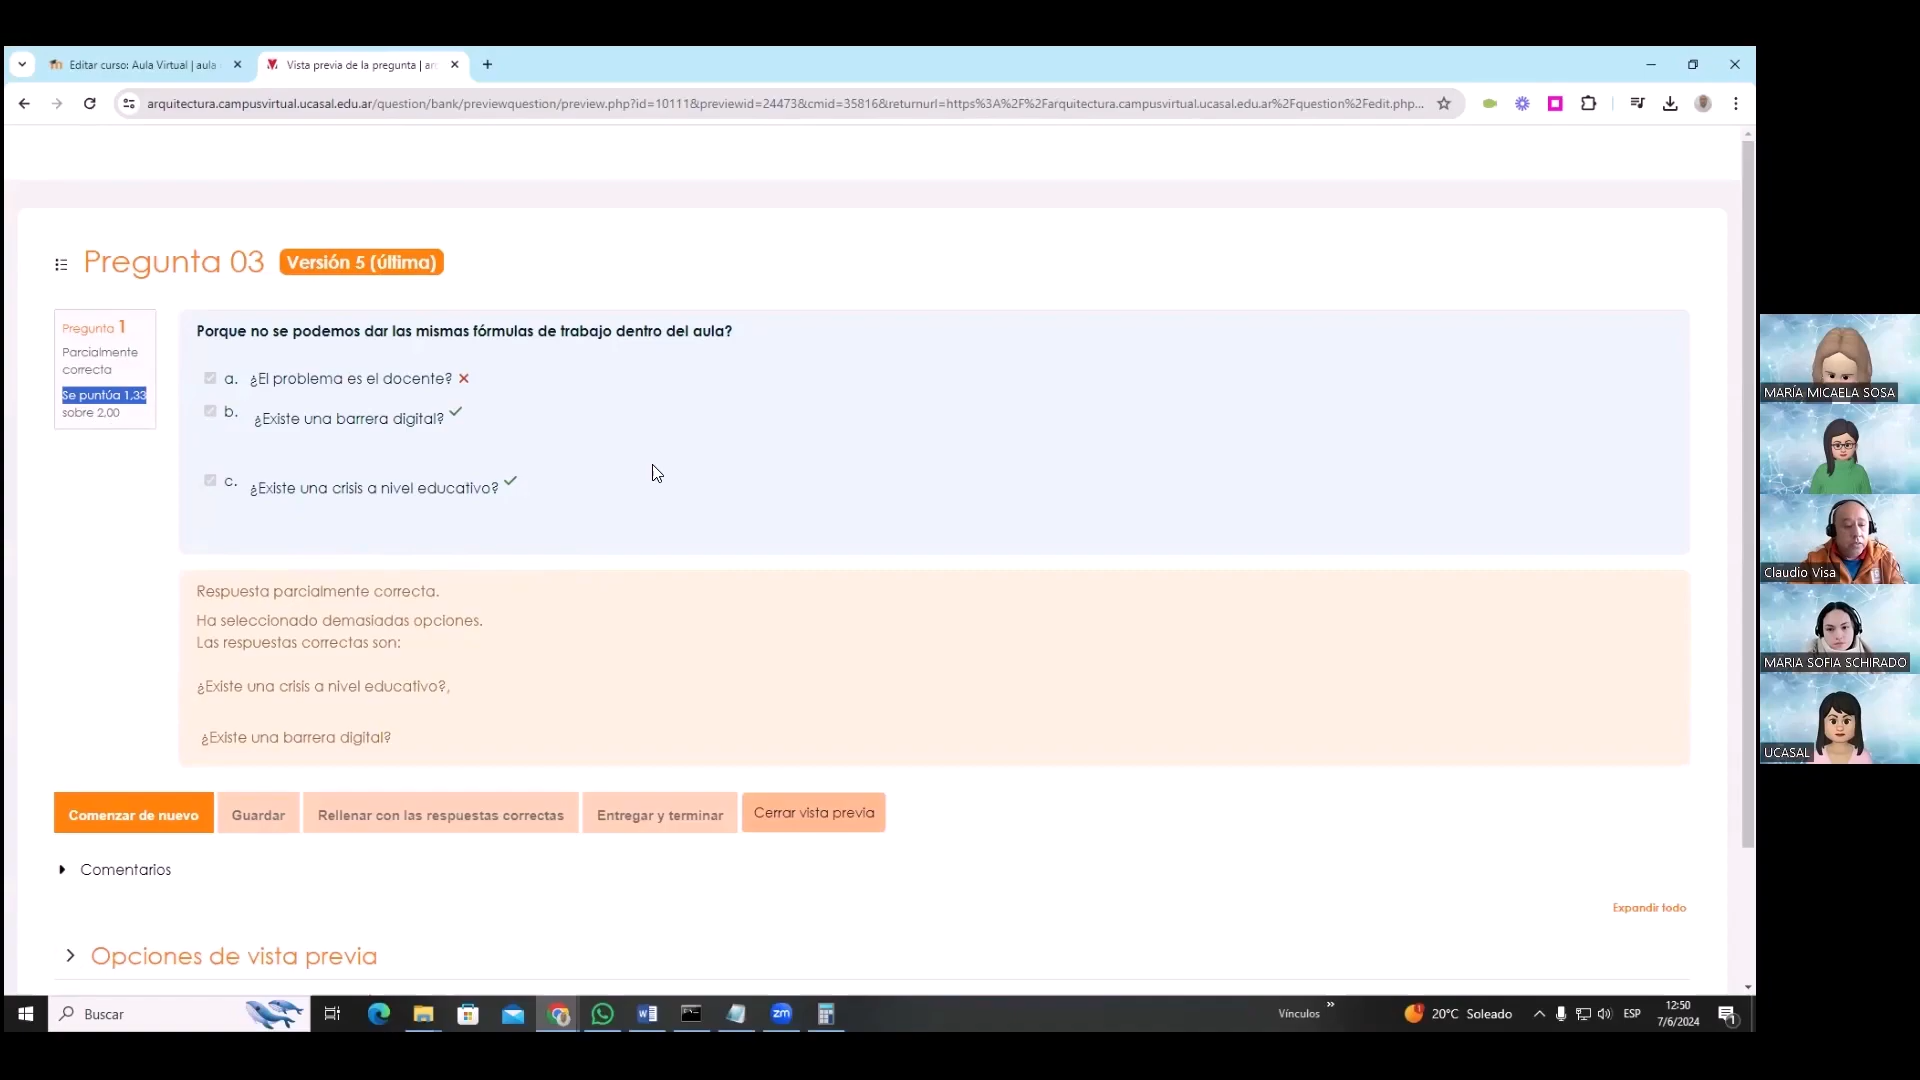 Editar curso: Aula Virtual | aula
Vista previa de la pregunta | ar
arquitectura.campusvirtual.ucasal.edu.ar/question/bank/previewquestion/preview.php?id=10111&previewid=24473&cmid=35816&returnurl=https%3A%2F%2Farquitectura.campusvirtual.ucasal.edu.ar%2Fquestion%2Fedit.php...
Pregunta 03 Versión 5 (última)
Pregunta 1
Parcialmente
correcta
Se puntúa 1,33
sobre 2,00
Porque no se podemos dar las mismas fórmulas de trabajo dentro del aula?
a. ¿El problema es el docente?
b. ¿Existe una barrera digital?
c. ¿Existe una crisis a nivel educativo?
Respuesta parcialmente correcta.
Ha seleccionado demasiadas opciones.
Las respuestas correctas son:
¿Existe una crisis a nivel educativo?,
¿Existe una barrera digital?
Comenzar de nuevo
Guardar
Rellenar con las respuestas correctas
Entregar y terminar
Cerrar vista previa
Comentarios
Expandir todo
Opciones de vista previa
MARÍA MICAELA SOSA
Claudio Visa
MARIA SOFIA SCHIRADO
UCASAL
Buscar
zm
Vínculos
20°C Soleado
ESP
12:50
7/6/2024
1